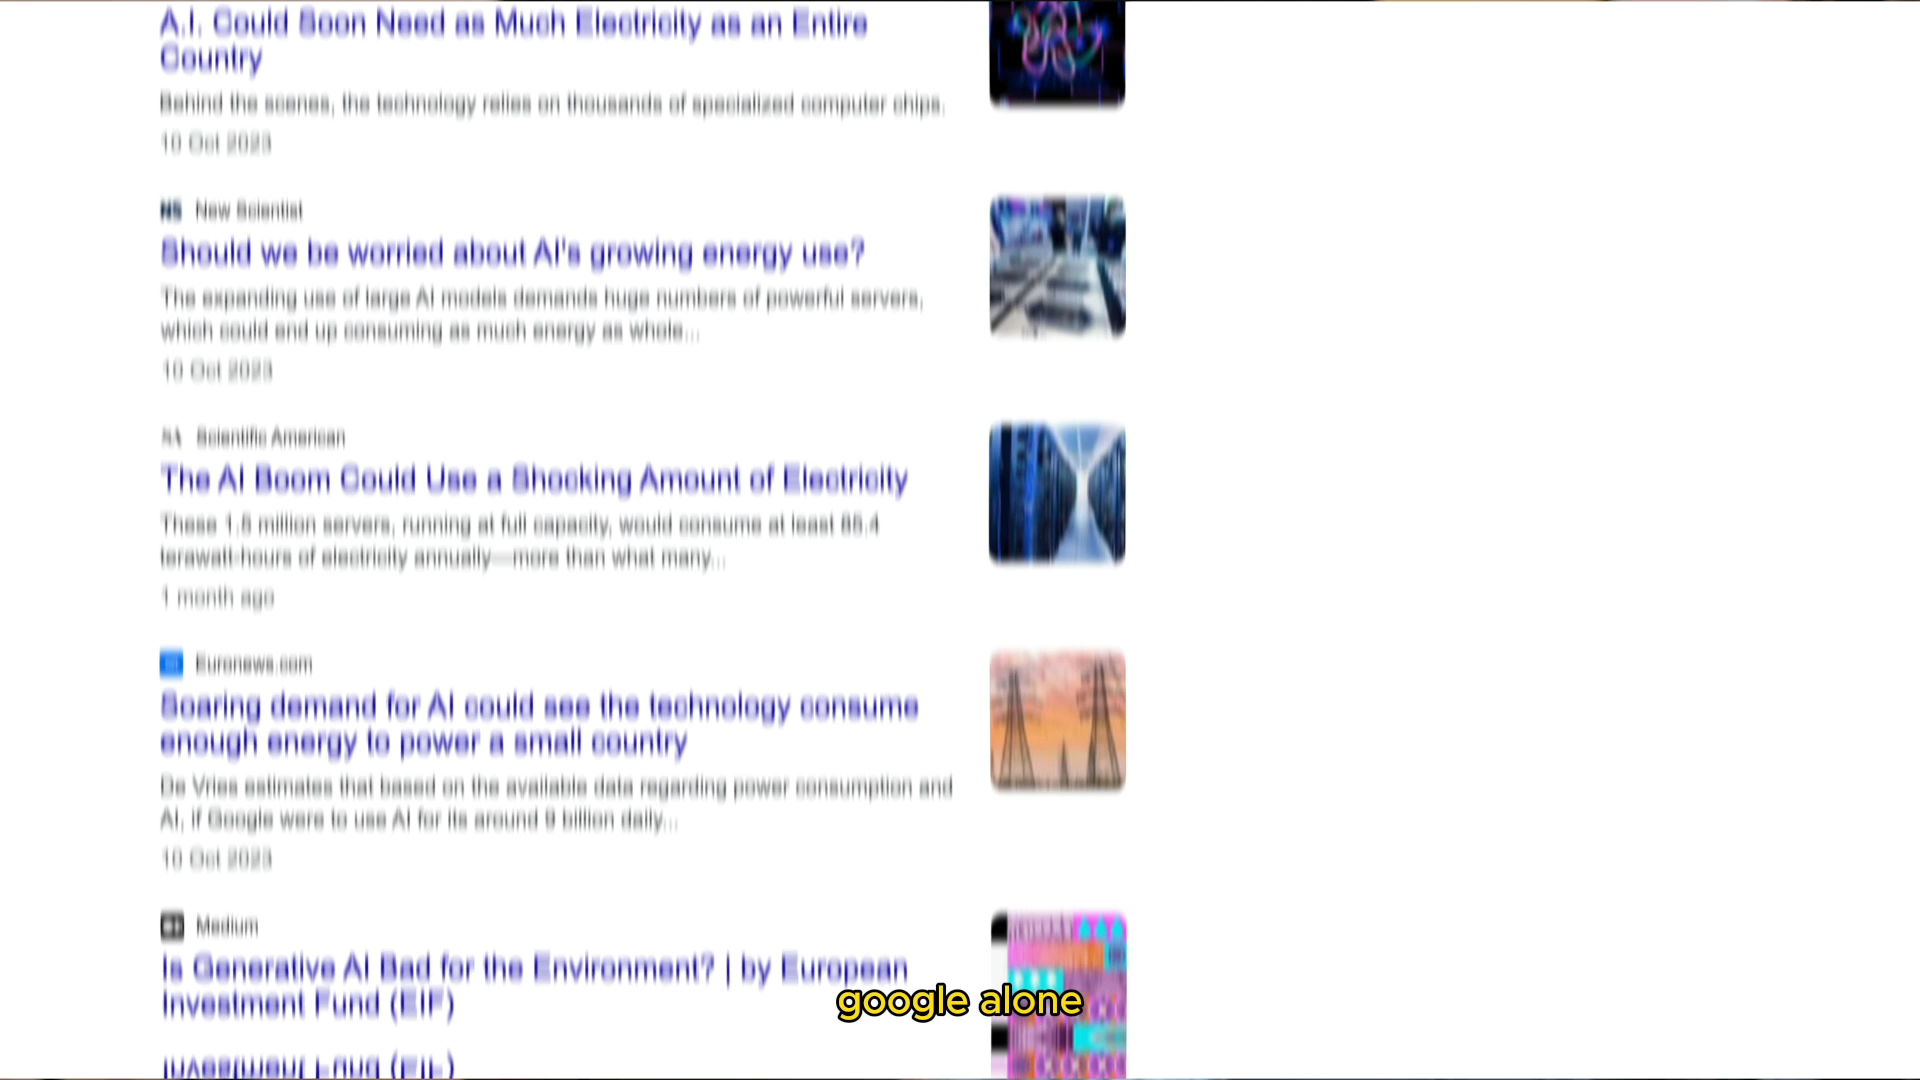 A.I. Could Soon Need as Much Electricity as an Entire
Country
Behind the scenes, the technology relies on thousands of specialized computer chips.
10 Oct 2023
NS New Scientist
Should we be worried about AI's growing energy use?
The expanding use of large AI models demands huge numbers of powerful servers,
which could end up consuming as much energy as whole...
10 Oct 2023
SA Scientific American
The AI Boom Could Use a Shocking Amount of Electricity
These 1.5 million servers, running at full capacity, would consume at least 85.4
terawatt-hours of electricity annually—more than what many...
1 month ago
Euronews.com
Soaring demand for AI could see the technology consume
enough energy to power a small country
De Vries estimates that based on the available data regarding power consumption and
AI, if Google were to use AI for its around 9 billion daily...
10 Oct 2023
Medium
Is Generative AI Bad for the Environment? | by European
Investment Fund (EIF)
google alone